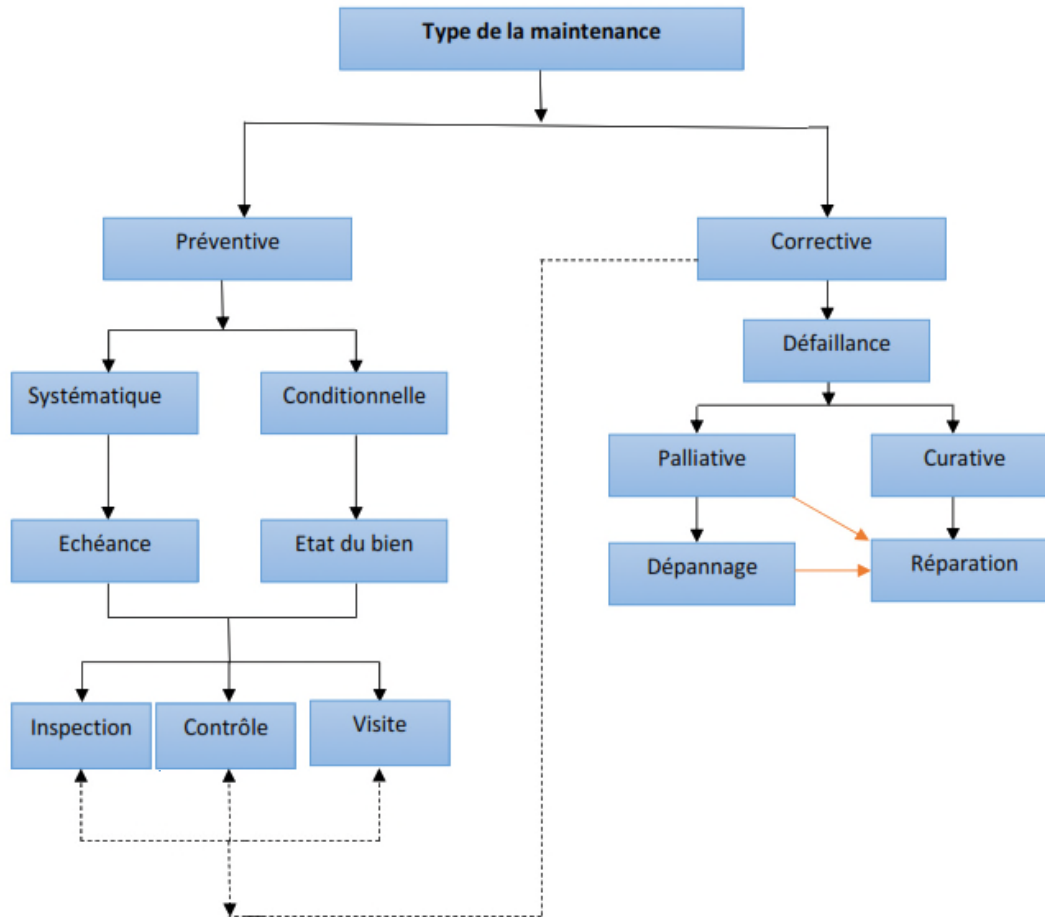 Type de la maintenance
Préventive
Corrective
Défaillance
Systématique
Conditionnelle
Palliative
Curative
Echéance
Etat du bien
Dépannage
Réparation
Inspection
Contrôle
Visite